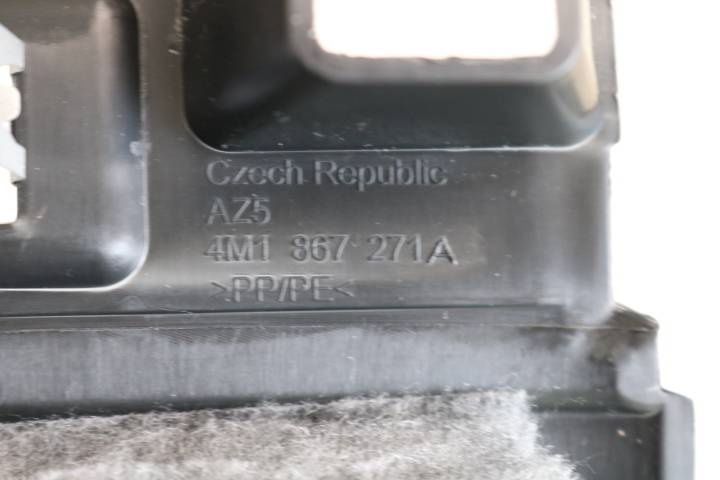 Czech Republic
AZ5
4M1 867 271A
>PP/PE<